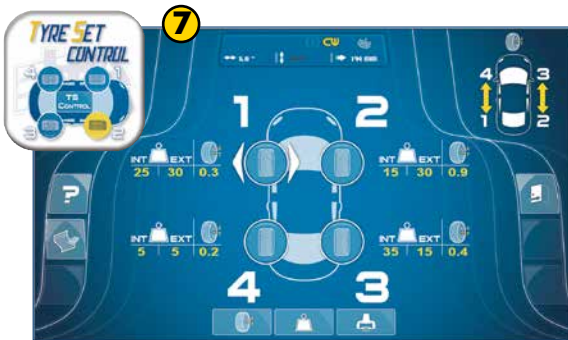 7
TYRE SET
CONTROL
4
1
TS
CONTROL
3
2
CW
4 3
1 2
1 2
INT EXT
25 30 0.3
INT EXT
15 30 0.9
?
INT EXT
5 5 0.2
INT EXT
35 15 0.4
4 3